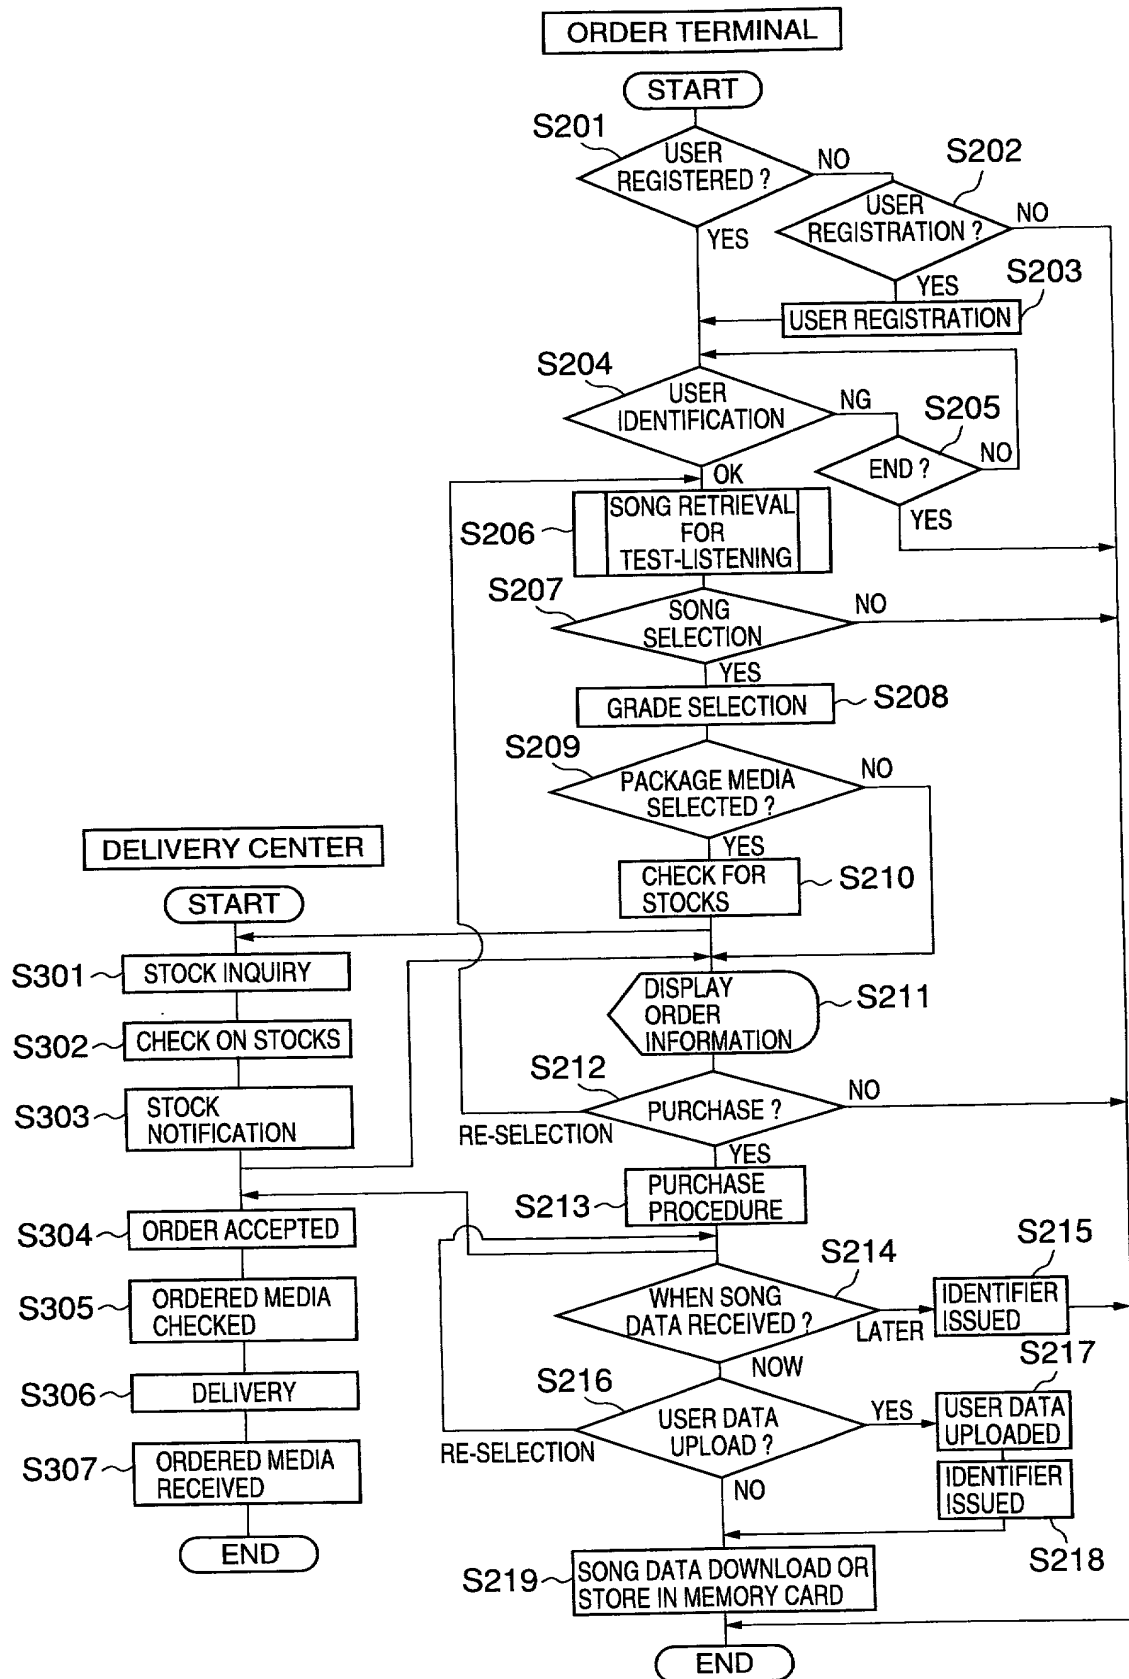 ORDER TERMINAL
START
S201
USER
REGISTERED ?
NO
YES
S202
USER
REGISTRATION ?
NO
YES
S203
USER REGISTRATION
S204
USER
IDENTIFICATION
NG
OK
S205
END ?
NO
YES
S206
SONG RETRIEVAL
FOR
TEST-LISTENING
S207
SONG
SELECTION
NO
YES
GRADE SELECTION
S208
S209
PACKAGE MEDIA
SELECTED ?
NO
YES
CHECK FOR
STOCKS
S210
DISPLAY
ORDER
INFORMATION
S211
S212
PURCHASE ?
NO
RE-SELECTION
YES
S213
PURCHASE
PROCEDURE
S214
WHEN SONG
DATA RECEIVED ?
LATER
NOW
S215
IDENTIFIER
ISSUED
S216
USER DATA
UPLOAD ?
YES
RE-SELECTION
NO
S217
USER DATA
UPLOADED
IDENTIFIER
ISSUED
S218
S219
SONG DATA DOWNLOAD OR
STORE IN MEMORY CARD
END
DELIVERY CENTER
START
S301
STOCK INQUIRY
S302
CHECK ON STOCKS
S303
STOCK
NOTIFICATION
S304
ORDER ACCEPTED
S305
ORDERED MEDIA
CHECKED
S306
DELIVERY
S307
ORDERED MEDIA
RECEIVED
END